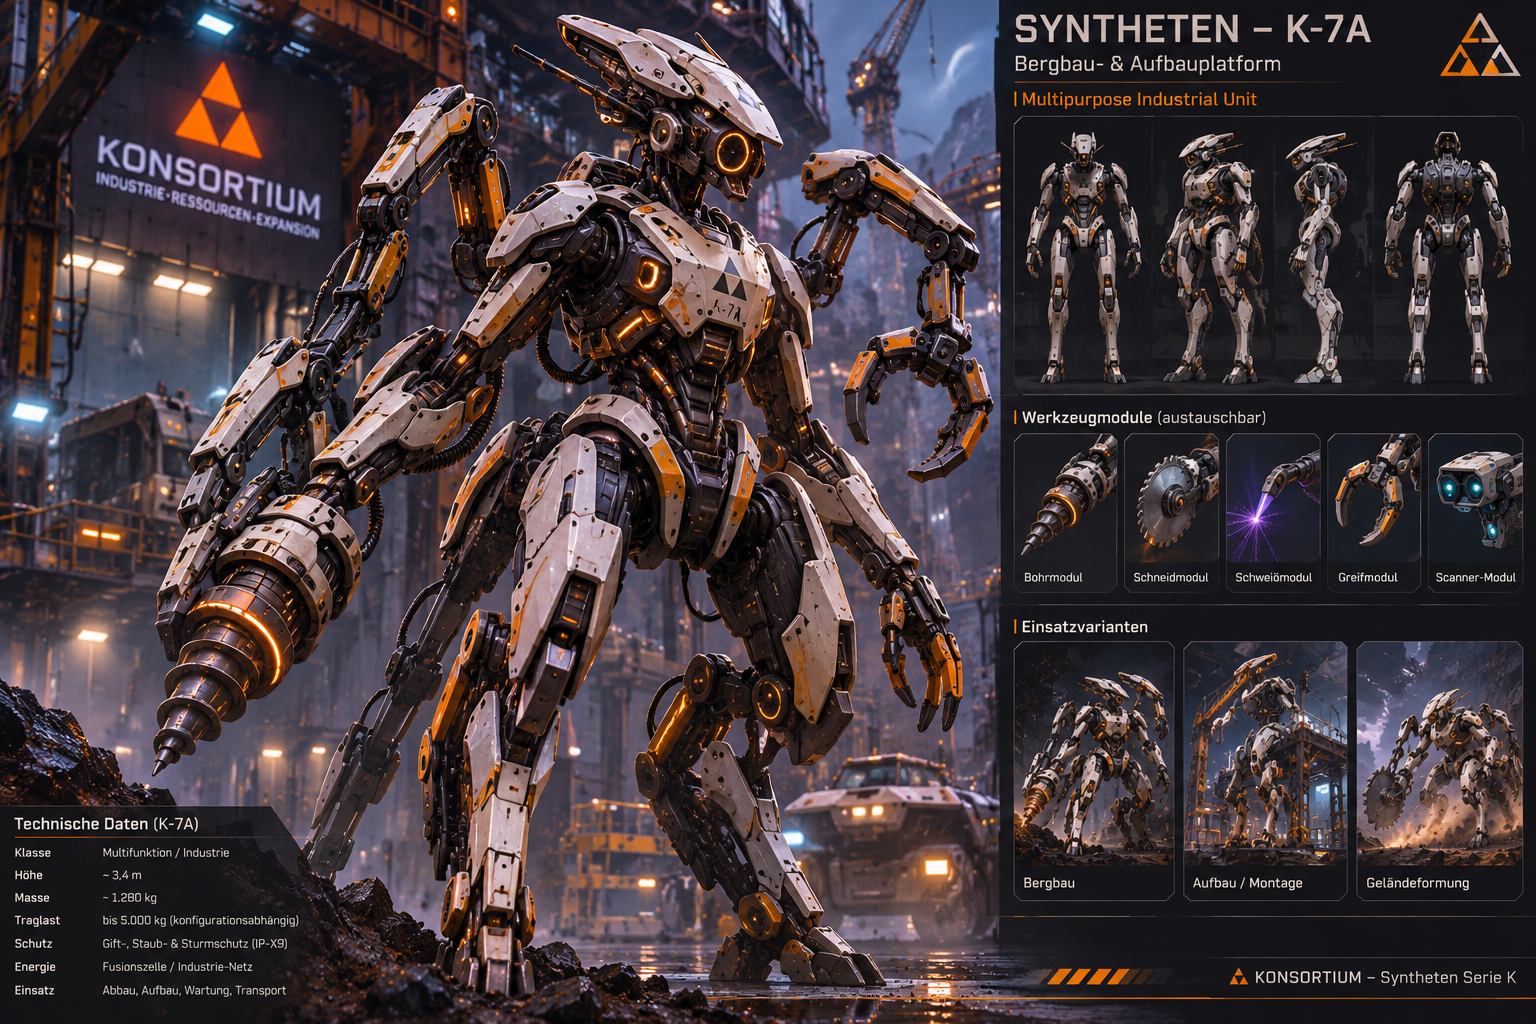 KONSORTIUM
INDUSTRIE·RESSOURCEN·EXPANSION
K-7A
SYNTHETEN – K-7A
Bergbau- & Aufbauplatform
Multipurpose Industrial Unit
Werkzeugmodule (austauschbar)
Bohrmodul
Schneidmodul
Schweiömodul
Greifmodul
Scanner-Modul
Einsatzvarianten
Bergbau
Aufbau / Montage
Geländeformung
Technische Daten (K-7A)
Klasse Multifunktion / Industrie
Höhe ~ 3,4 m
Masse ~ 1.280 kg
Traglast bis 5.000 kg (konfigurationsabhängig)
Schutz Gift-, Staub- & Sturmschutz (IP-X9)
Energie Fusionszelle / Industrie-Netz
Einsatz Abbau, Aufbau, Wartung, Transport
KONSORTIUM – Syntheten Serie K